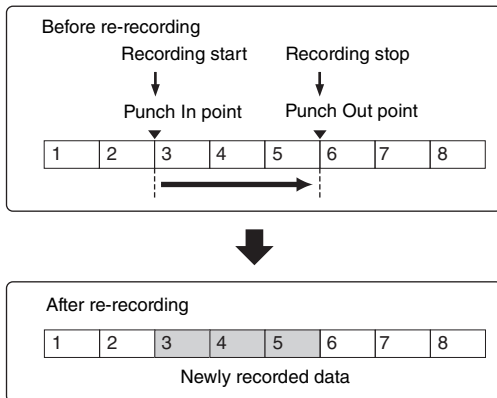 Before re-recording
Recording start Recording stop
Punch In point Punch Out point
1 2 3 4 5 6 7 8
After re-recording
1 2 3 4 5 6 7 8
Newly recorded data